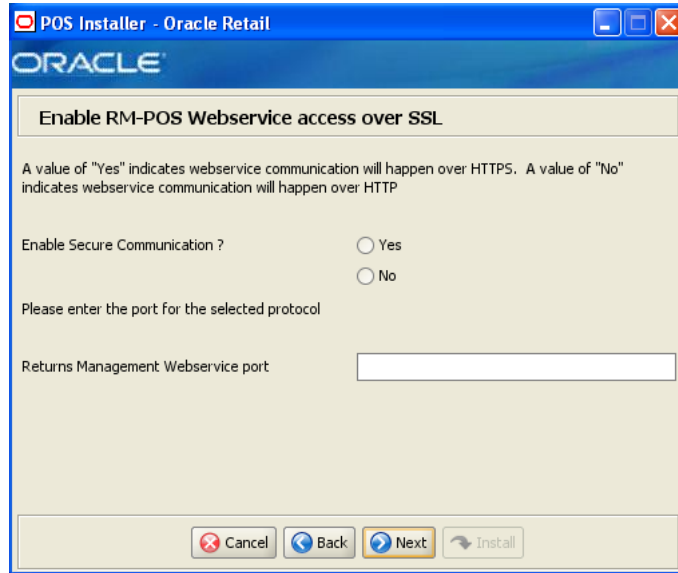 POS Installer - Oracle Retail
ORACLE
Enable RM-POS Webservice access over SSL
A value of "Yes" indicates webservice communication will happen over HTTPS. A value of "No"
indicates webservice communication will happen over HTTP
Enable Secure Communication ?
Yes
No
Please enter the port for the selected protocol
Returns Management Webservice port
Cancel
Back
Next
Install